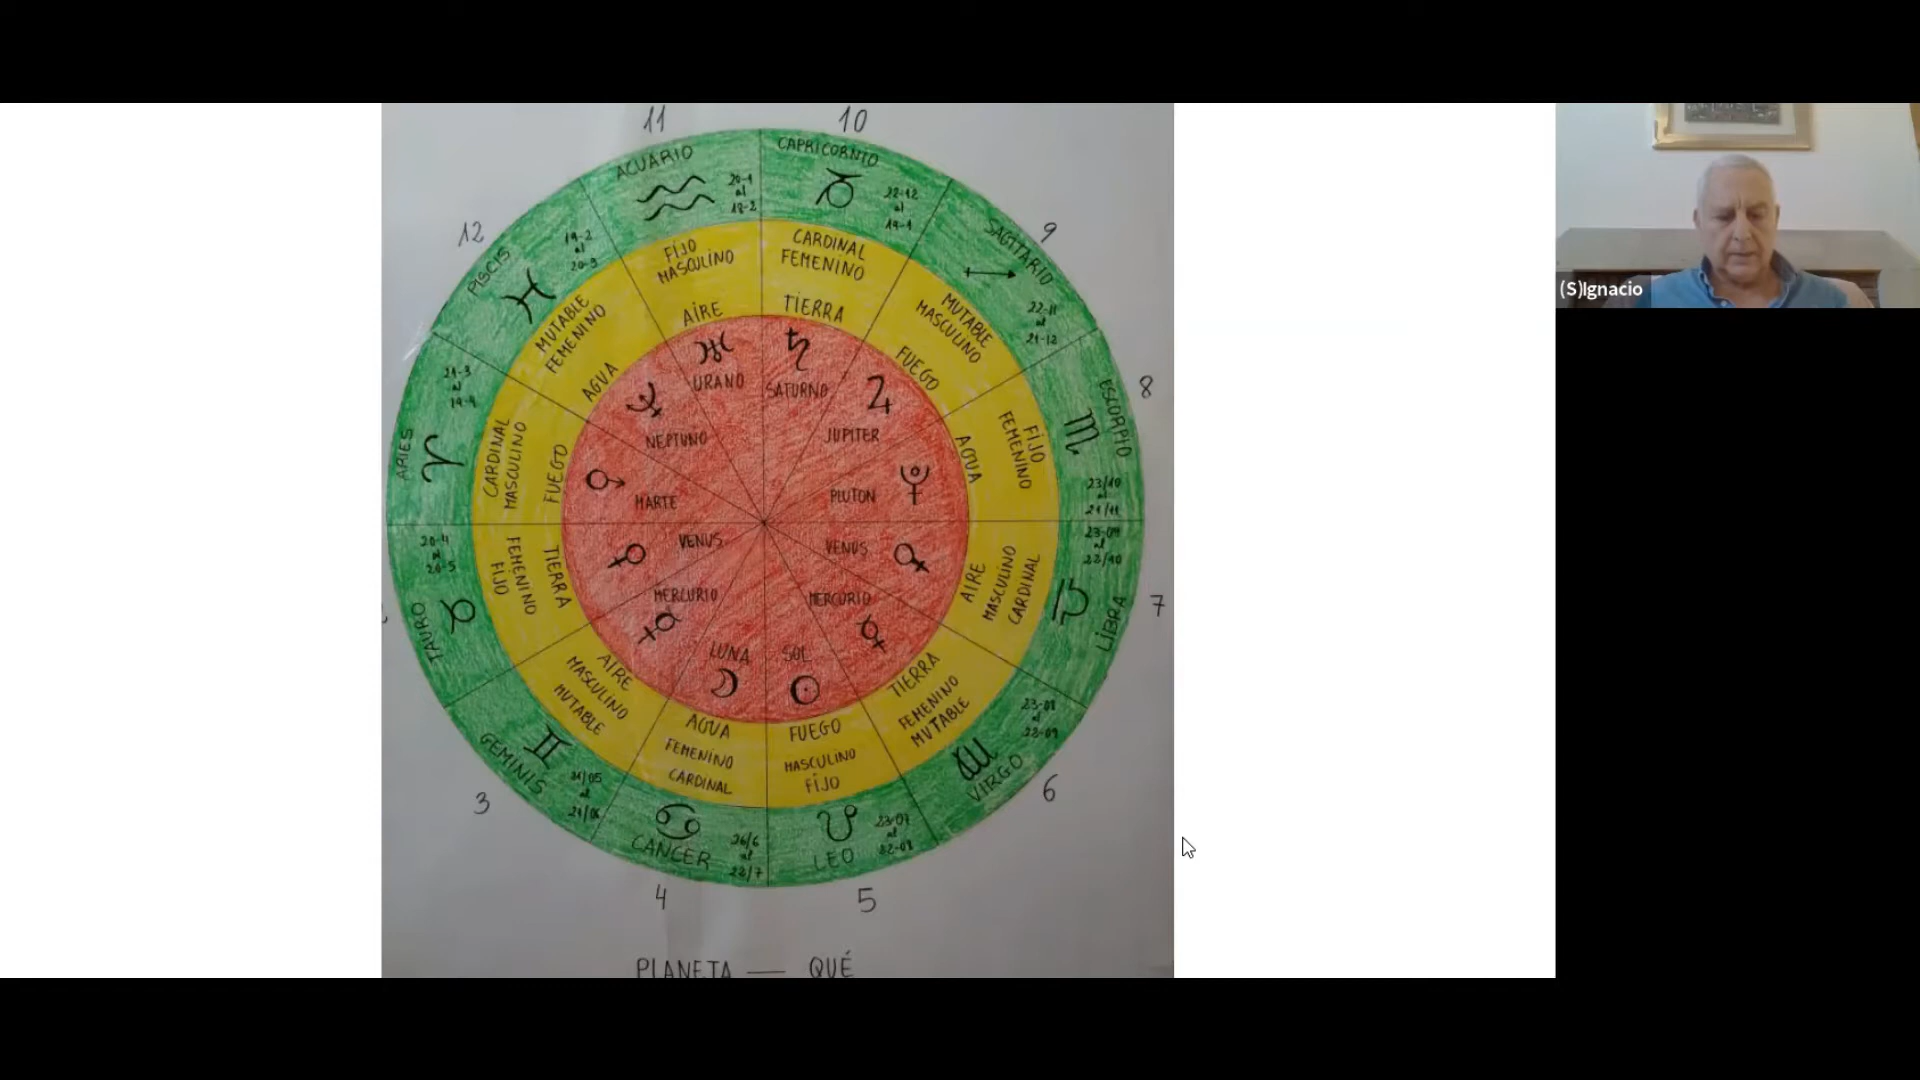 11
10
ACUARIO
20-1
al
18-2
CAPRICORNIO
22-12
al
19-1
12
PISCIS
19-2
al
20-3
9
SAGITARIO
22-11
al
21-12
FIJO
MASCULINO
AIRE
CARDINAL
FEMENINO
TIERRA
MUTABLE
FEMENINO
AGUA
MUTABLE
MASCULINO
FUEGO
URANO
SATURNO
NEPTUNO
JUPITER
8
ESCORPIO
23/10
al
21/11
FIJO
FEMENINO
AGUA
PLUTON
ARIES
21-3
al
19-4
CARDINAL
MASCULINO
FUEGO
MARTE
TAURO
20-4
al
20-5
FIJO
FEMENINO
TIERRA
VENUS
VENUS
AIRE
MASCULINO
CARDINAL
23-09
al
22/10
LIBRA
7
MERCURIO
MERCURIO
LUNA
SOL
AIRE
MASCULINO
MUTABLE
GEMINIS
21/05
al
21/06
3
AGUA
FEMENINO
CARDINAL
CANCER
22/7
4
FUEGO
MASCULINO
FIJO
LEO
23-07
al
22-08
5
TIERRA
FEMENINO
MUTABLE
VIRGO
23-08
al
22-09
6
PLANETA — QUÉ
(S)Ignacio